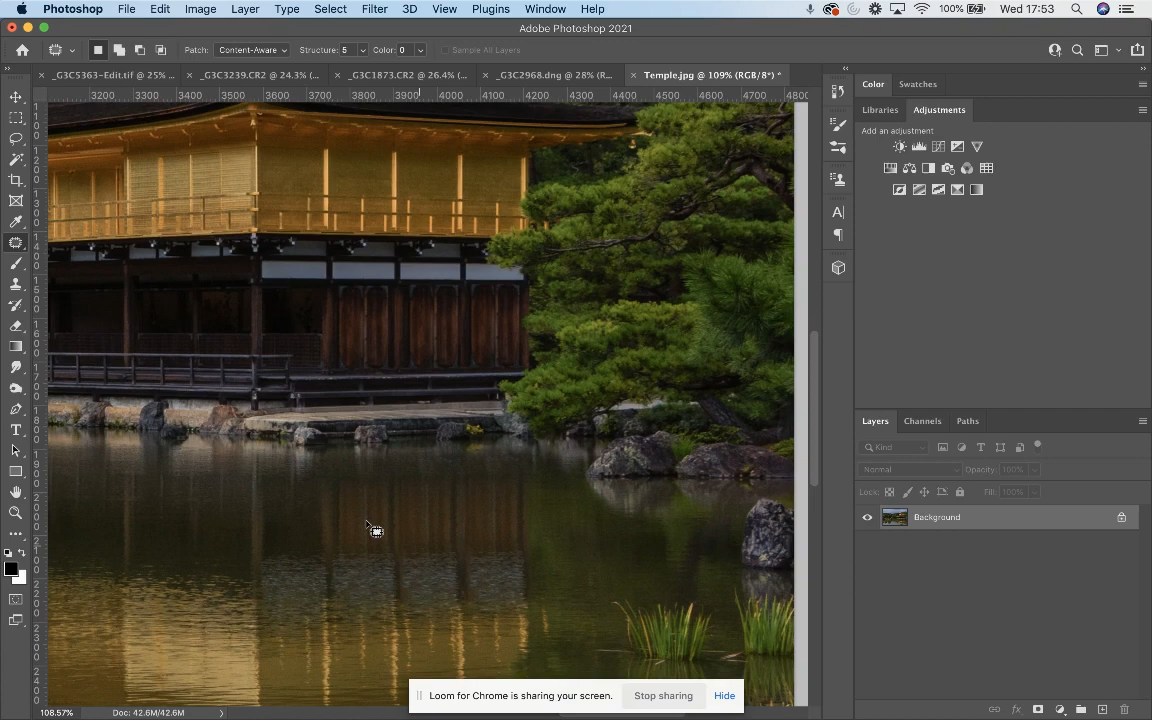 Photoshop File Edit Image Layer Type Select Filter 3D View Plugins Window Help 100% Wed 17:53
Adobe Photoshop 2021
Patch: Content-Aware Structure: 5 Color: 0 Sample All Layers
_G3C5363-Edit.tif @ 25% ... _G3C3239.CR2 @ 24.3% (... _G3C1873.CR2 @ 26.4% (... _G3C2968.dng @ 28% (R... Temple.jpg @ 109% (RGB/8*) *
Color Swatches
3200 3300 3400 3500 3600 3700 3800 3900 4000 4100 4200 4300 4400 4500 4600 4700 4800
Libraries Adjustments
Add an adjustment
Layers Channels Paths
Kind
Normal Opacity: 100%
Lock: Fill: 100%
Background
Loom for Chrome is sharing your screen. Stop sharing Hide
108.57% Doc: 42.6M/42.6M